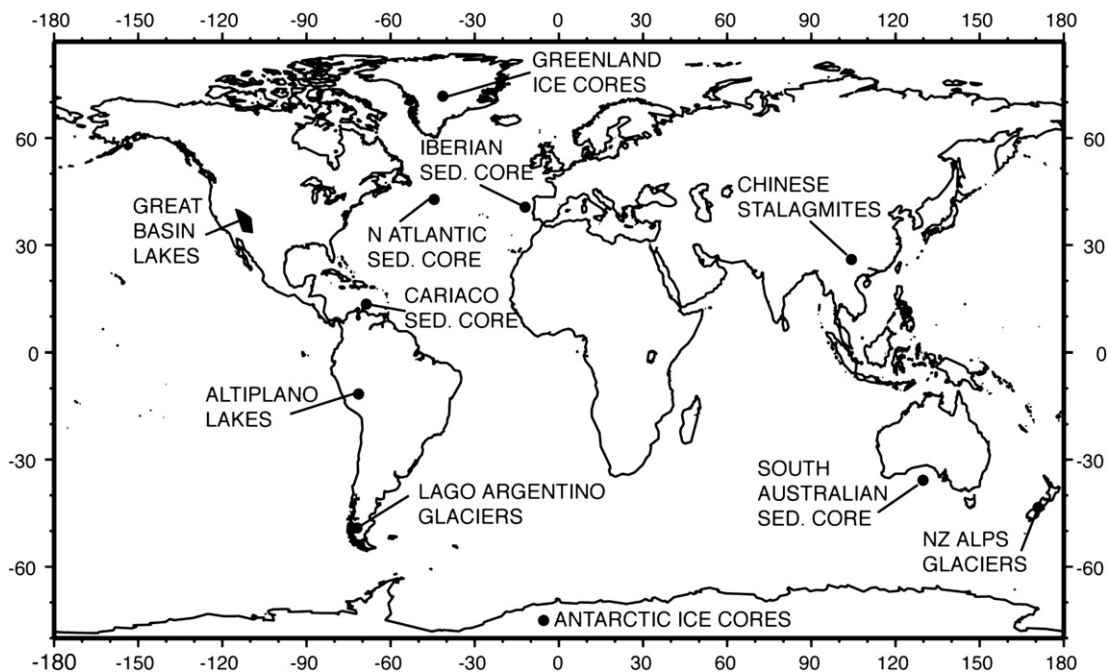 -180 -150 -120 -90 -60 -30 0 30 60 90 120 150 180
GREENLAND
ICE CORES
60 60
IBERIAN
SED. CORE
CHINESE
STALAGMITES
GREAT
BASIN
LAKES
N ATLANTIC
SED. CORE
30 30
CARIACO
SED. CORE
0 0
ALTIPLANO
LAKES
-30 -30
SOUTH
AUSTRALIAN
SED. CORE
LAGO ARGENTINO
GLACIERS
NZ ALPS
GLACIERS
-60 -60
ANTARCTIC ICE CORES
-180 -150 -120 -90 -60 -30 0 30 60 90 120 150 180